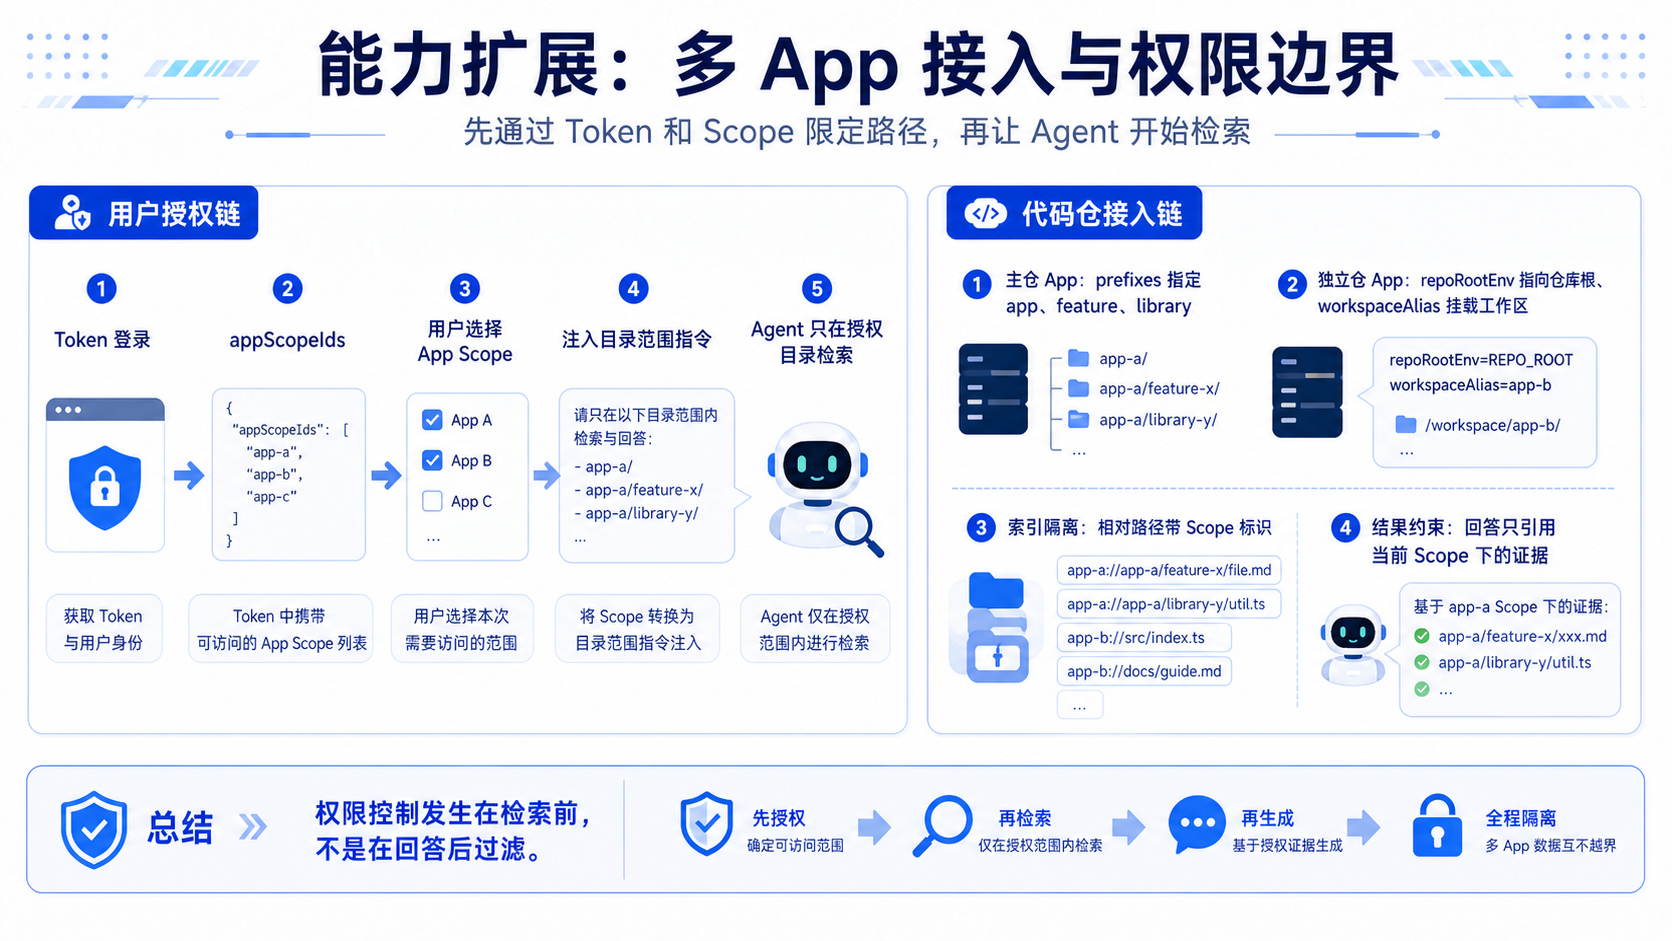 能力扩展：多 App 接入与权限边界
先通过 Token 和 Scope 限定路径，再让 Agent 开始检索
用户授权链
1
Token 登录
获取 Token
与用户身份
2
appScopeIds
{
"appScopeIds": [
"app-a",
"app-b",
"app-c"
]
}
Token 中携带
可访问的 App Scope 列表
3
用户选择
App Scope
App A
App B
App C
...
用户选择本次
需要访问的范围
4
注入目录范围指令
请只在以下目录范围内
检索与回答：
- app-a/
- app-a/feature-x/
- app-a/library-y/
...
将 Scope 转换为
目录范围指令注入
5
Agent 只在授权
目录检索
Agent 仅在授权
范围内进行检索
</> 代码仓接入链
1
主仓 App：prefixes 指定
app、feature、library
app-a/
app-a/feature-x/
app-a/library-y/
...
2
独立仓 App：repoRootEnv 指向仓库根、
workspaceAlias 挂载工作区
repoRootEnv=REPO_ROOT
workspaceAlias=app-b
/workspace/app-b/
...
3
索引隔离：相对路径带 Scope 标识
app-a://app-a/feature-x/file.md
app-a://app-a/library-y/util.ts
app-b://src/index.ts
app-b://docs/guide.md
...
4
结果约束：回答只引用
当前 Scope 下的证据
基于 app-a Scope 下的证据：
app-a/feature-x/xxx.md
app-a/library-y/util.ts
...
总结
权限控制发生在检索前，
不是在回答后过滤。
先授权
确定可访问范围
再检索
仅在授权范围内检索
再生成
基于授权证据生成
全程隔离
多 App 数据互不越界